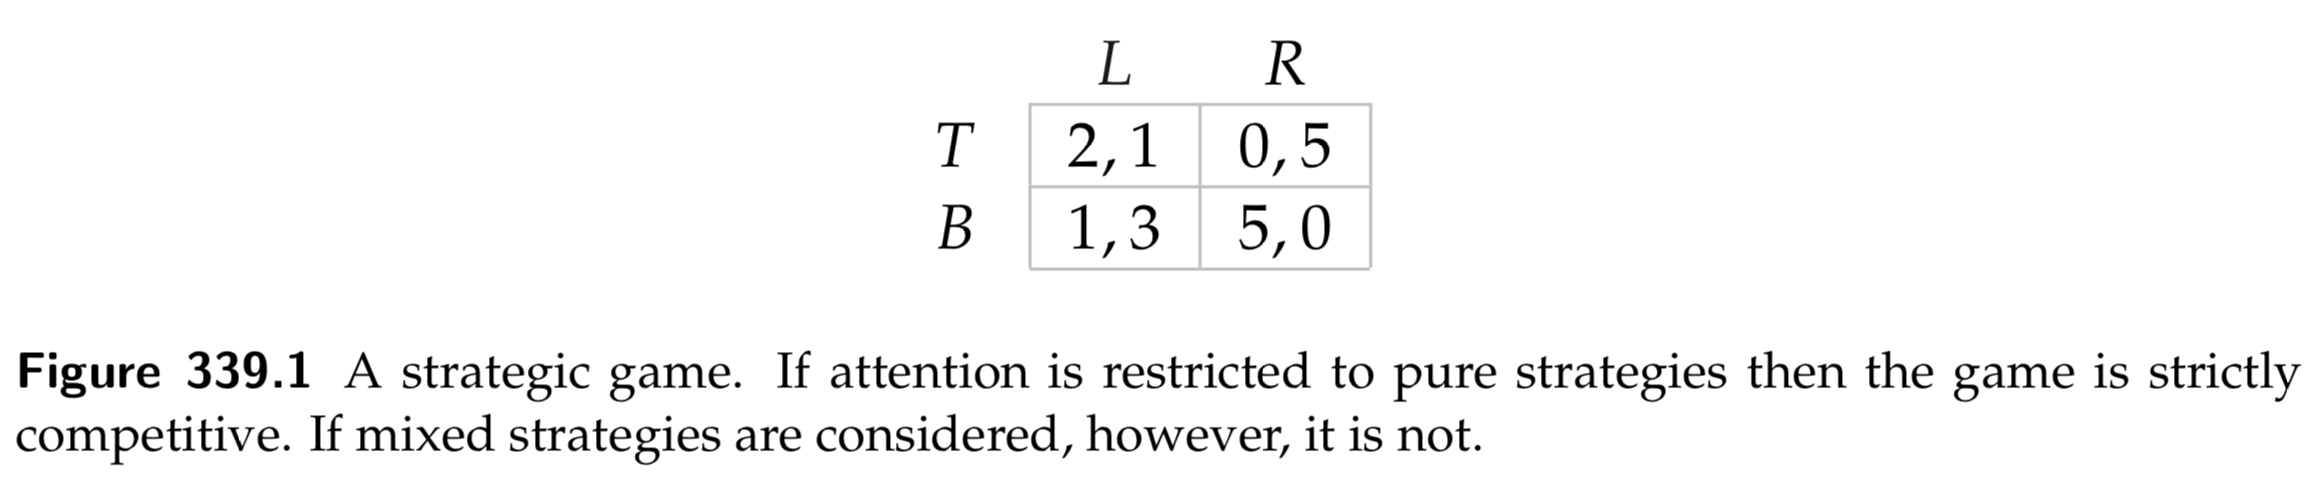 L R
T 2, 1 0, 5
B 1, 3 5, 0
Figure 339.1 A strategic game. If attention is restricted to pure strategies then the game is strictly
competitive. If mixed strategies are considered, however, it is not.